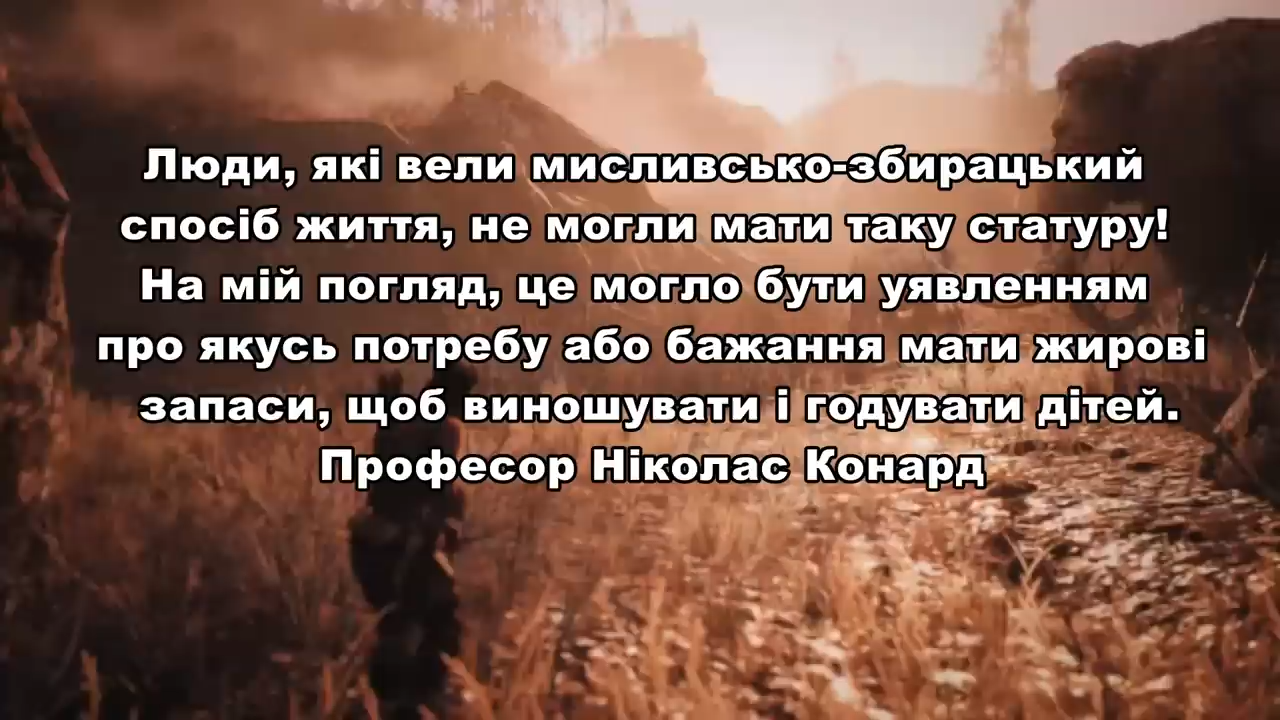 Люди, які вели мисливсько-збирацький
спосіб життя, не могли мати таку статуру!
На мій погляд, це могло бути уявленням
про якусь потребу або бажання мати жирові
запаси, щоб виношувати і годувати дітей.
Професор Ніколас Конард